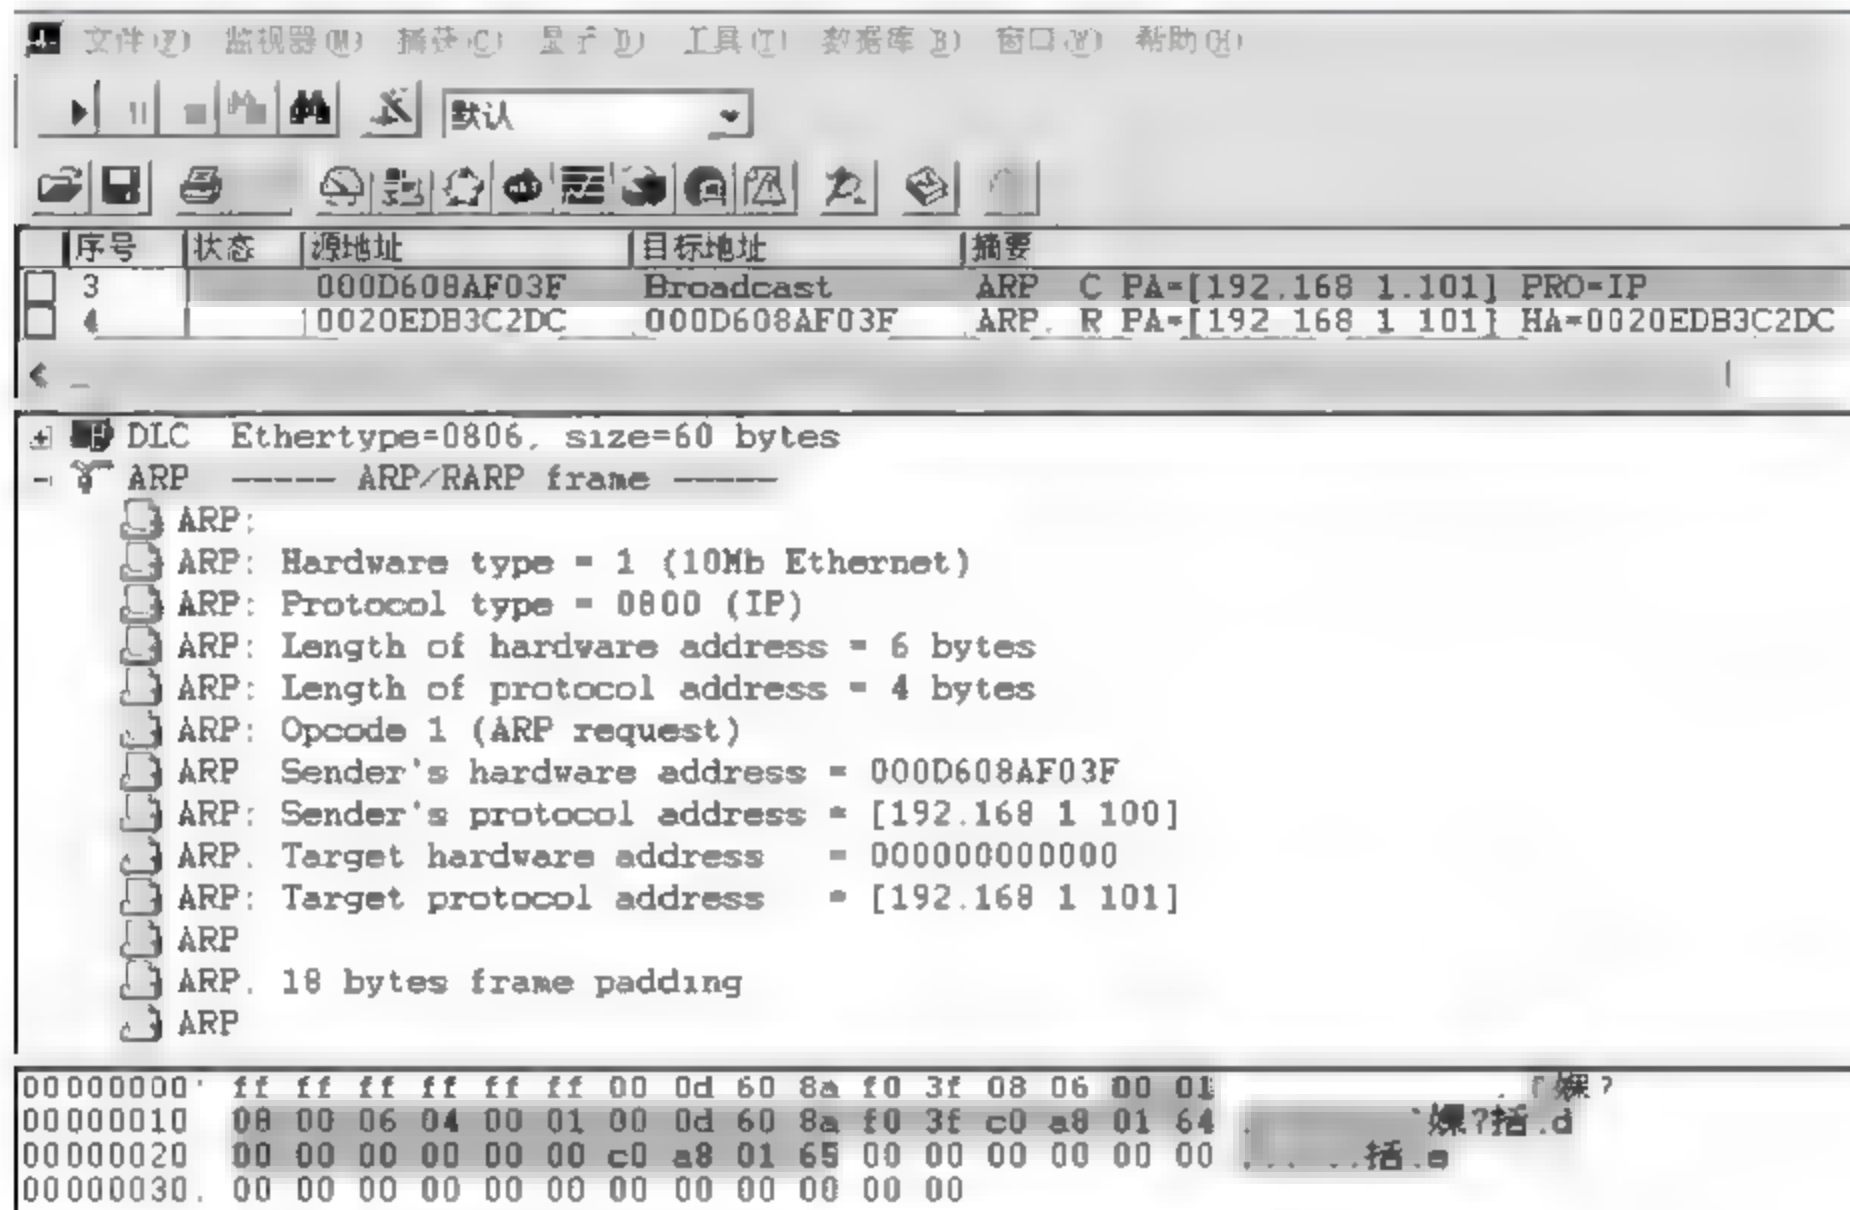 文件(F) 监视器(M) 捕获(C) 显示(D) 工具(T) 数据库(B) 窗口(W) 帮助(H)
默认
序号 状态 源地址 目标地址 摘要
3 000D608AF03F Broadcast ARP C PA=[192.168 1.101] PRO=IP
4 0020EDB3C2DC 000D608AF03F ARP. R PA=[192 168 1 101] HA=0020EDB3C2DC
DLC Ethertype=0806, size=60 bytes
ARP ----- ARP/RARP frame -----
ARP:
ARP: Hardware type = 1 (10Mb Ethernet)
ARP: Protocol type = 0800 (IP)
ARP: Length of hardware address = 6 bytes
ARP: Length of protocol address = 4 bytes
ARP: Opcode 1 (ARP request)
ARP Sender's hardware address = 000D608AF03F
ARP: Sender's protocol address = [192.168 1 100]
ARP. Target hardware address = 000000000000
ARP: Target protocol address = [192.168 1 101]
ARP
ARP. 18 bytes frame padding
ARP
00000000: ff ff ff ff ff ff 00 0d 60 8a f0 3f 08 06 00 01
00000010 08 00 06 04 00 01 00 0d 60 8a f0 3f c0 a8 01 64 `嫼?括.d
00000020 00 00 00 00 00 00 c0 a8 01 65 00 00 00 00 00 00 括.e
00000030. 00 00 00 00 00 00 00 00 00 00 00 00